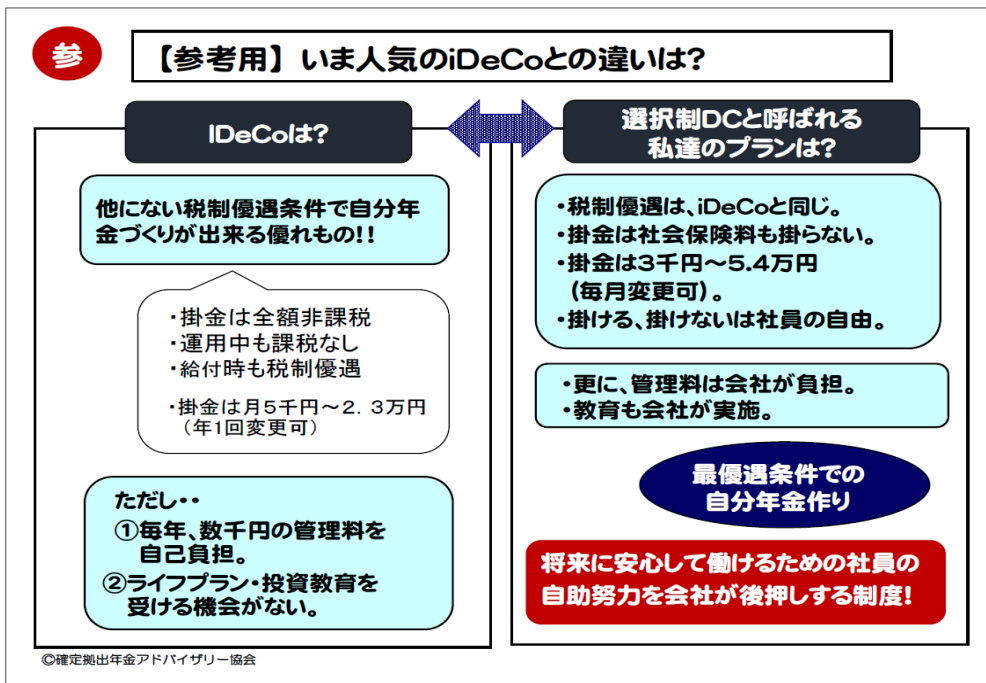 参
【参考用】いま人気のiDeCoとの違いは?
IDeCoは?
他にない税制優遇条件で自分年
金づくりが出来る優れもの!!
・掛金は全額非課税
・運用中も課税なし
・給付時も税制優遇
・掛金は月5千円～2．3万円
（年1回変更可）
ただし・・
①毎年、数千円の管理料を
自己負担。
②ライフプラン・投資教育を
受ける機会がない。
選択制DCと呼ばれる
私達のプランは?
・税制優遇は、iDeCoと同じ。
・掛金は社会保険料も掛らない。
・掛金は3千円～5.4万円
（毎月変更可）。
・掛ける、掛けないは社員の自由。
・更に、管理料は会社が負担。
・教育も会社が実施。
最優遇条件での
自分年金作り
将来に安心して働けるための社員の
自助努力を会社が後押しする制度!
©確定拠出年金アドバイザリー協会